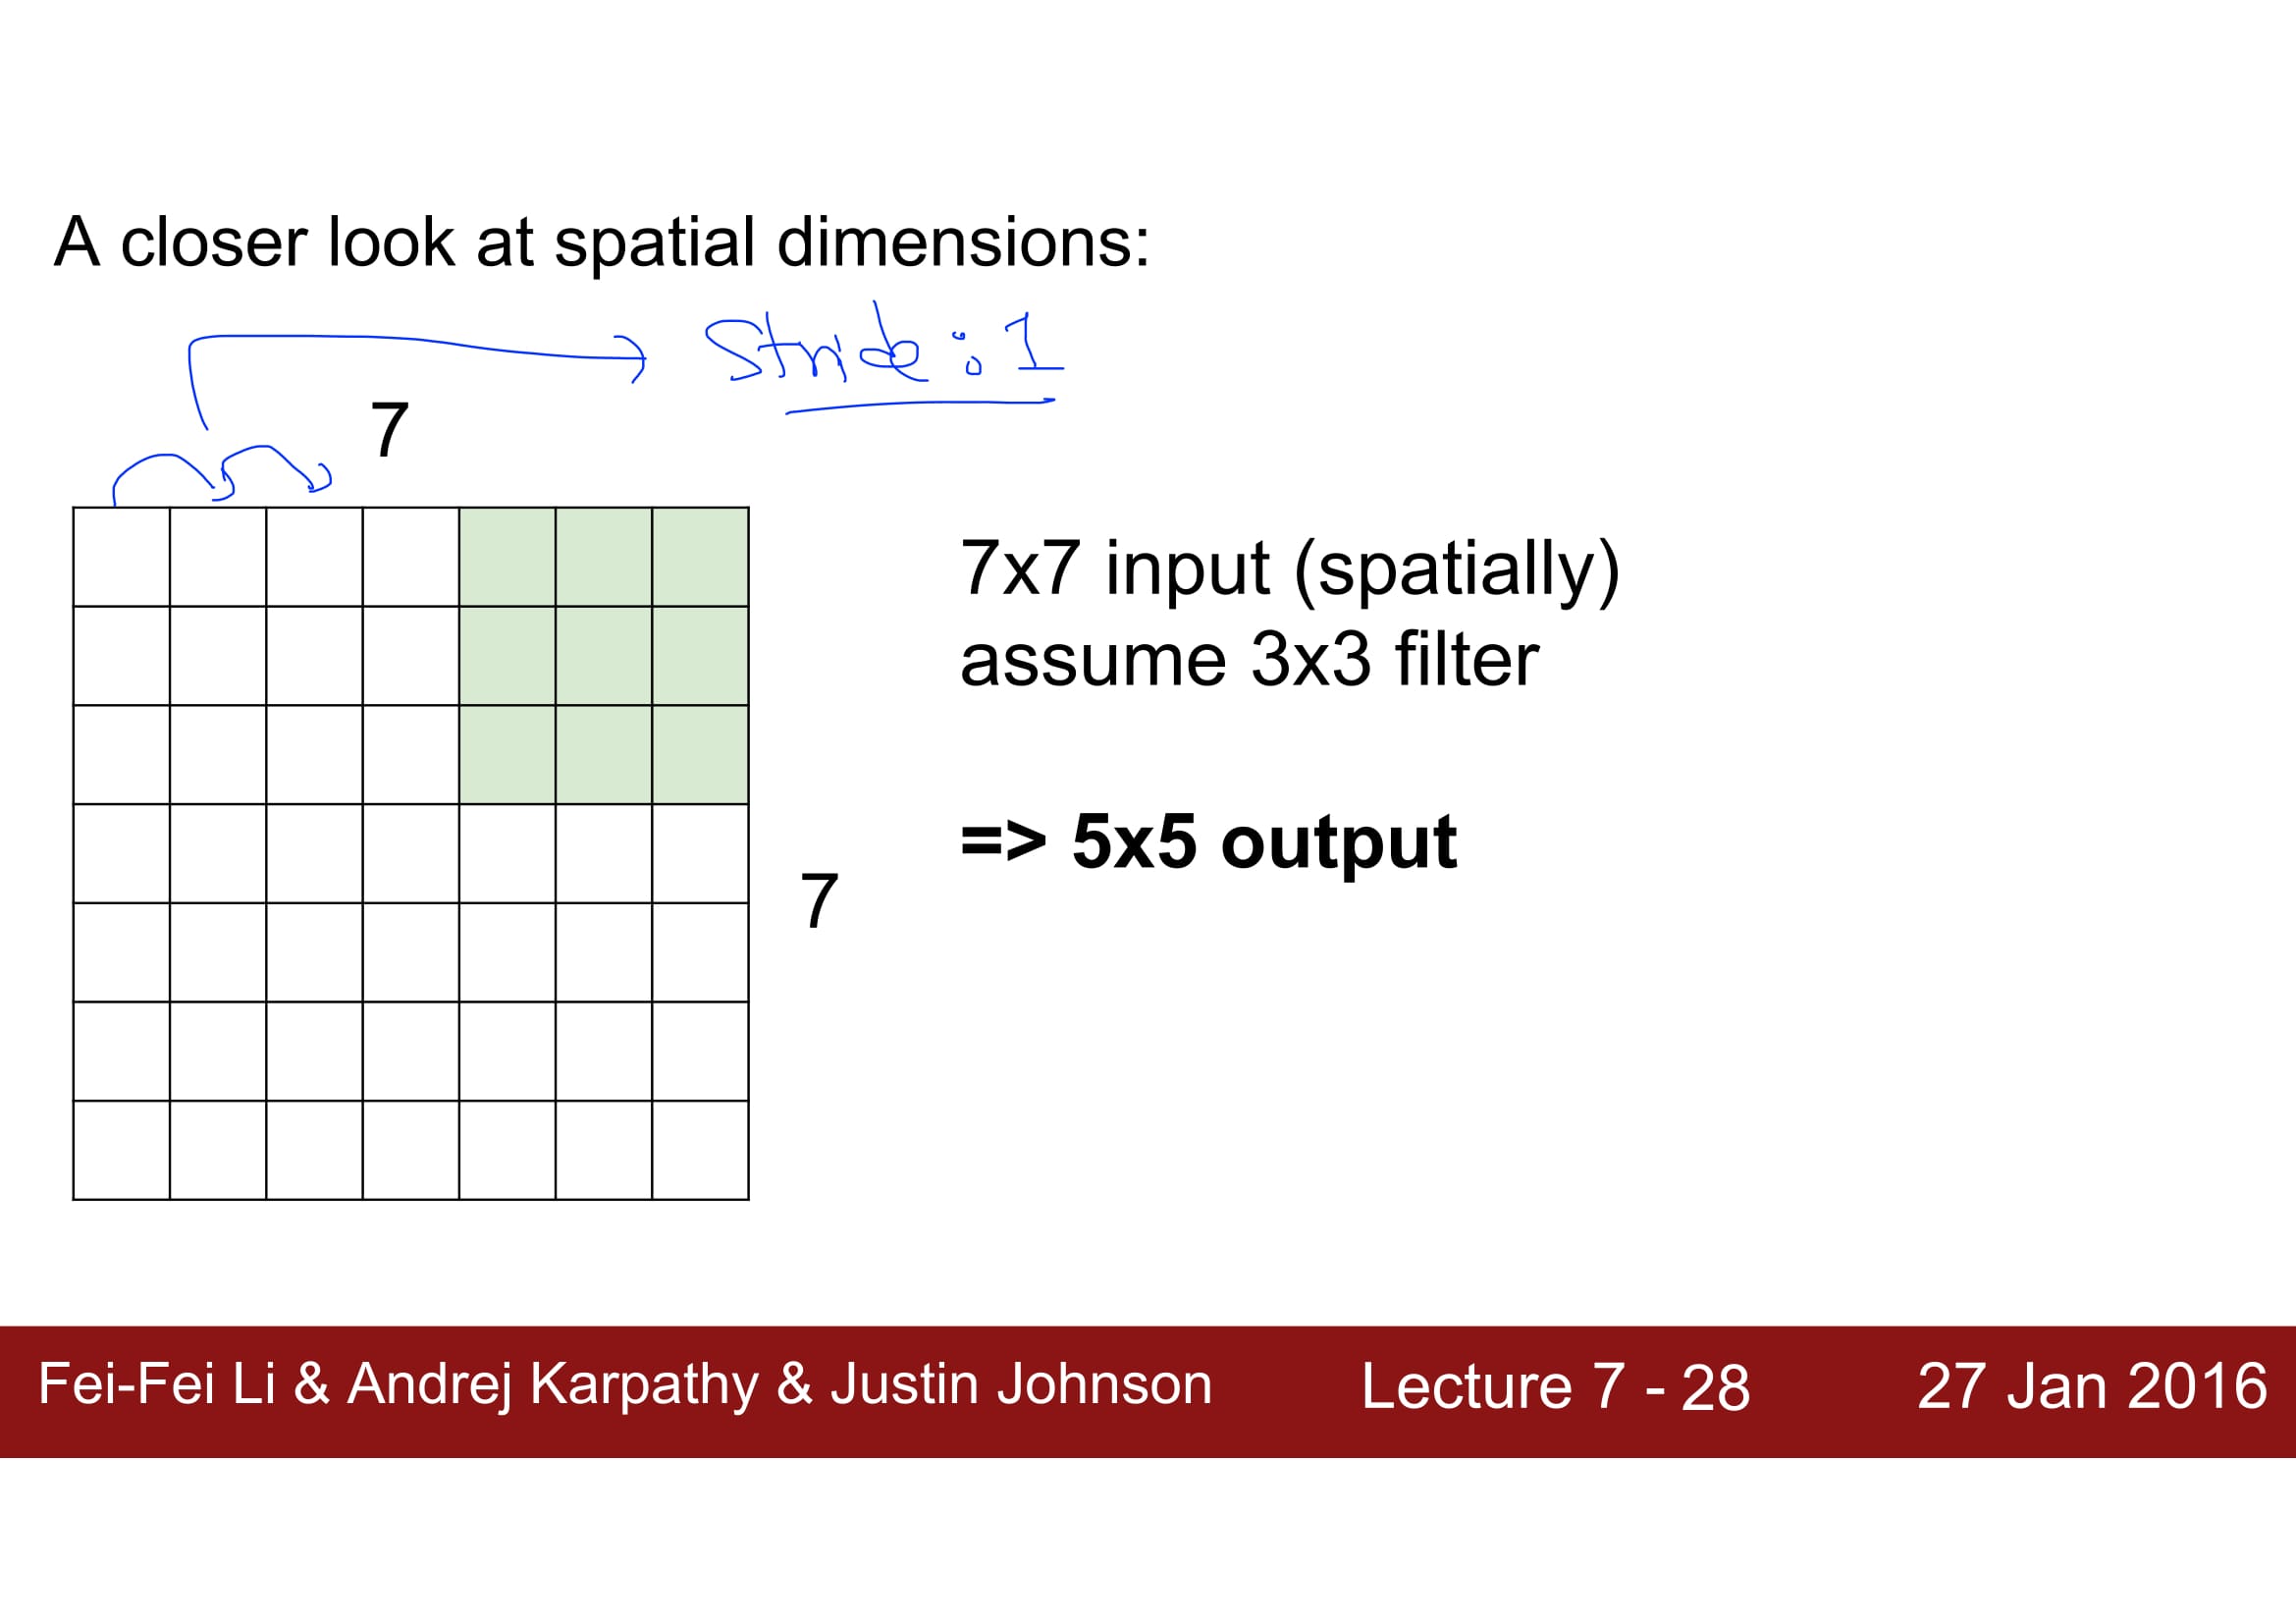 A closer look at spatial dimensions:
Stride : 1
7
7x7 input (spatially)
assume 3x3 filter
=> 5x5 output
7
Fei-Fei Li & Andrej Karpathy & Justin Johnson Lecture 7 - 28 27 Jan 2016